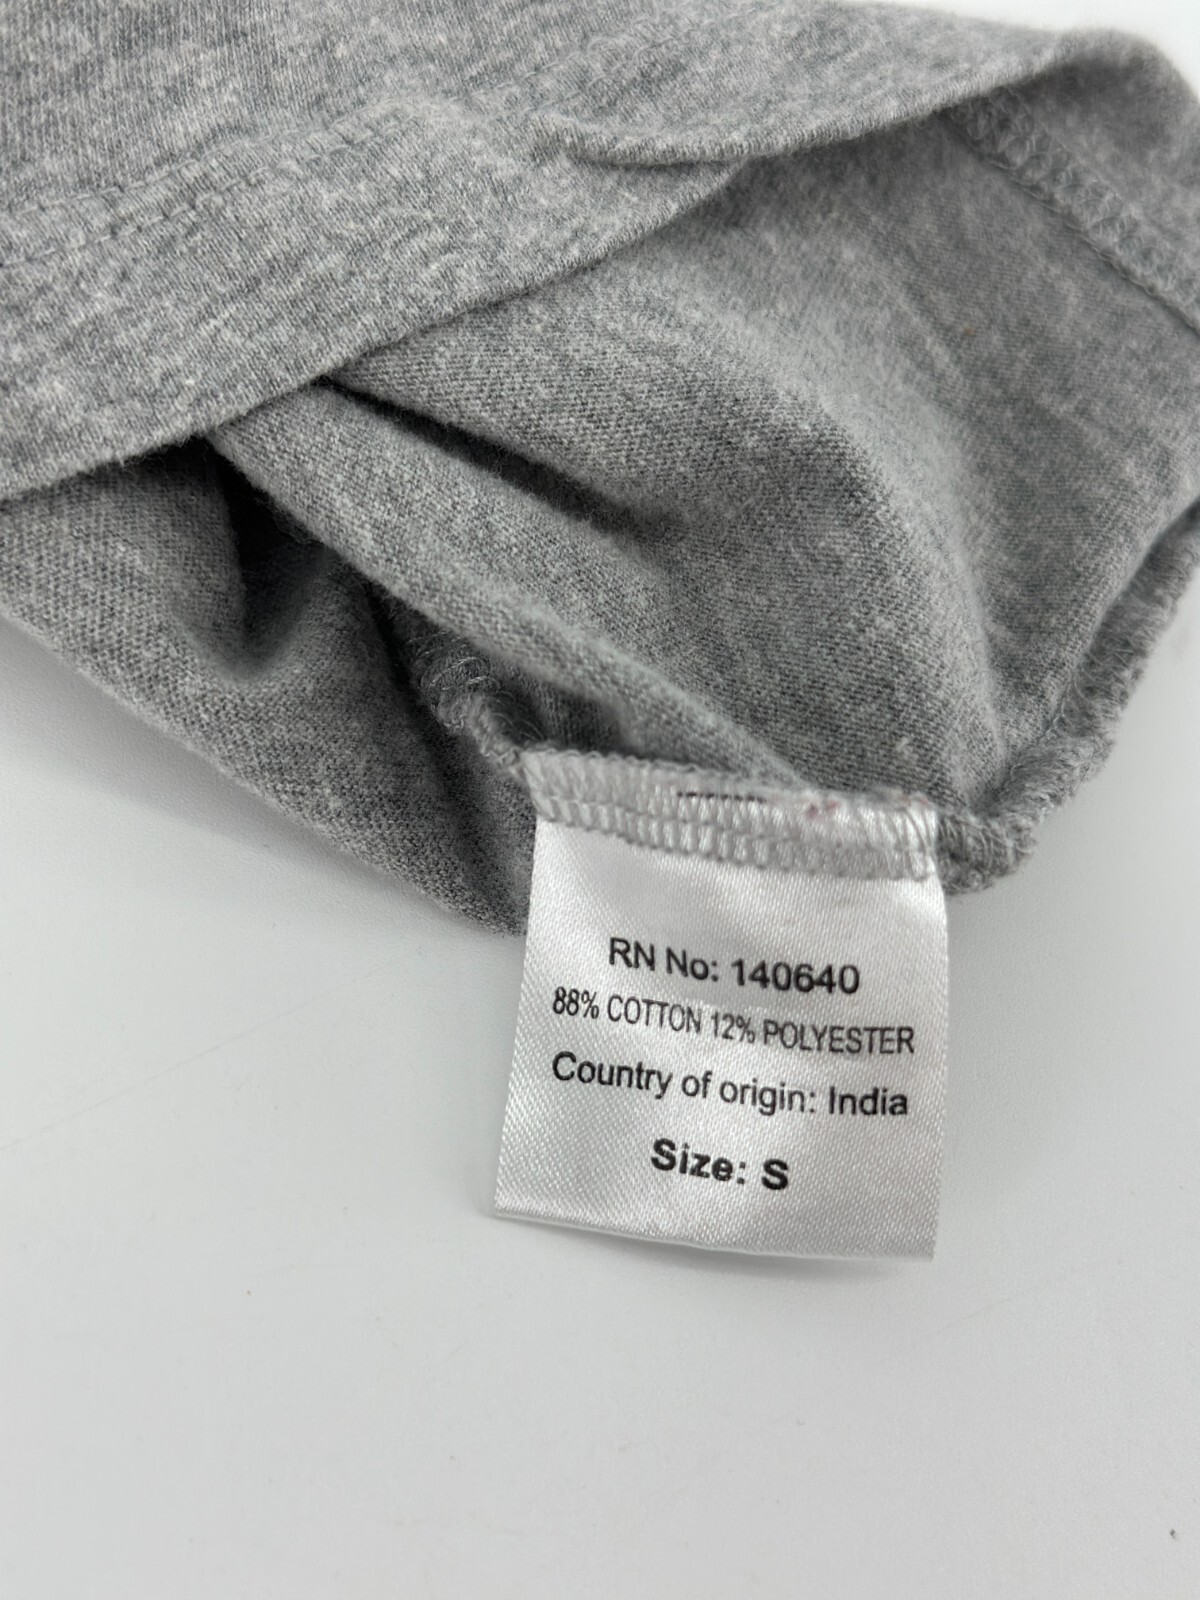 RN No: 140640
88% COTTON 12% POLYESTER
Country of origin: India
Size: S